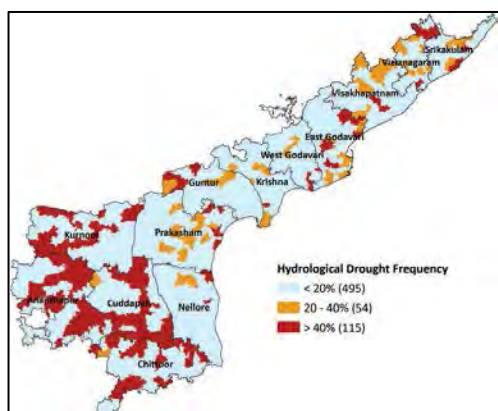 Srikakulam
Vizianagaram
Visakhapatnam
East Godavari
West Godavari
Krishna
Guntur
Prakasham
Kurnool
Ananthapur
Cuddapah
Nellore
Chittoor
Hydrological Drought Frequency
< 20% (495)
20 - 40% (54)
> 40% (115)